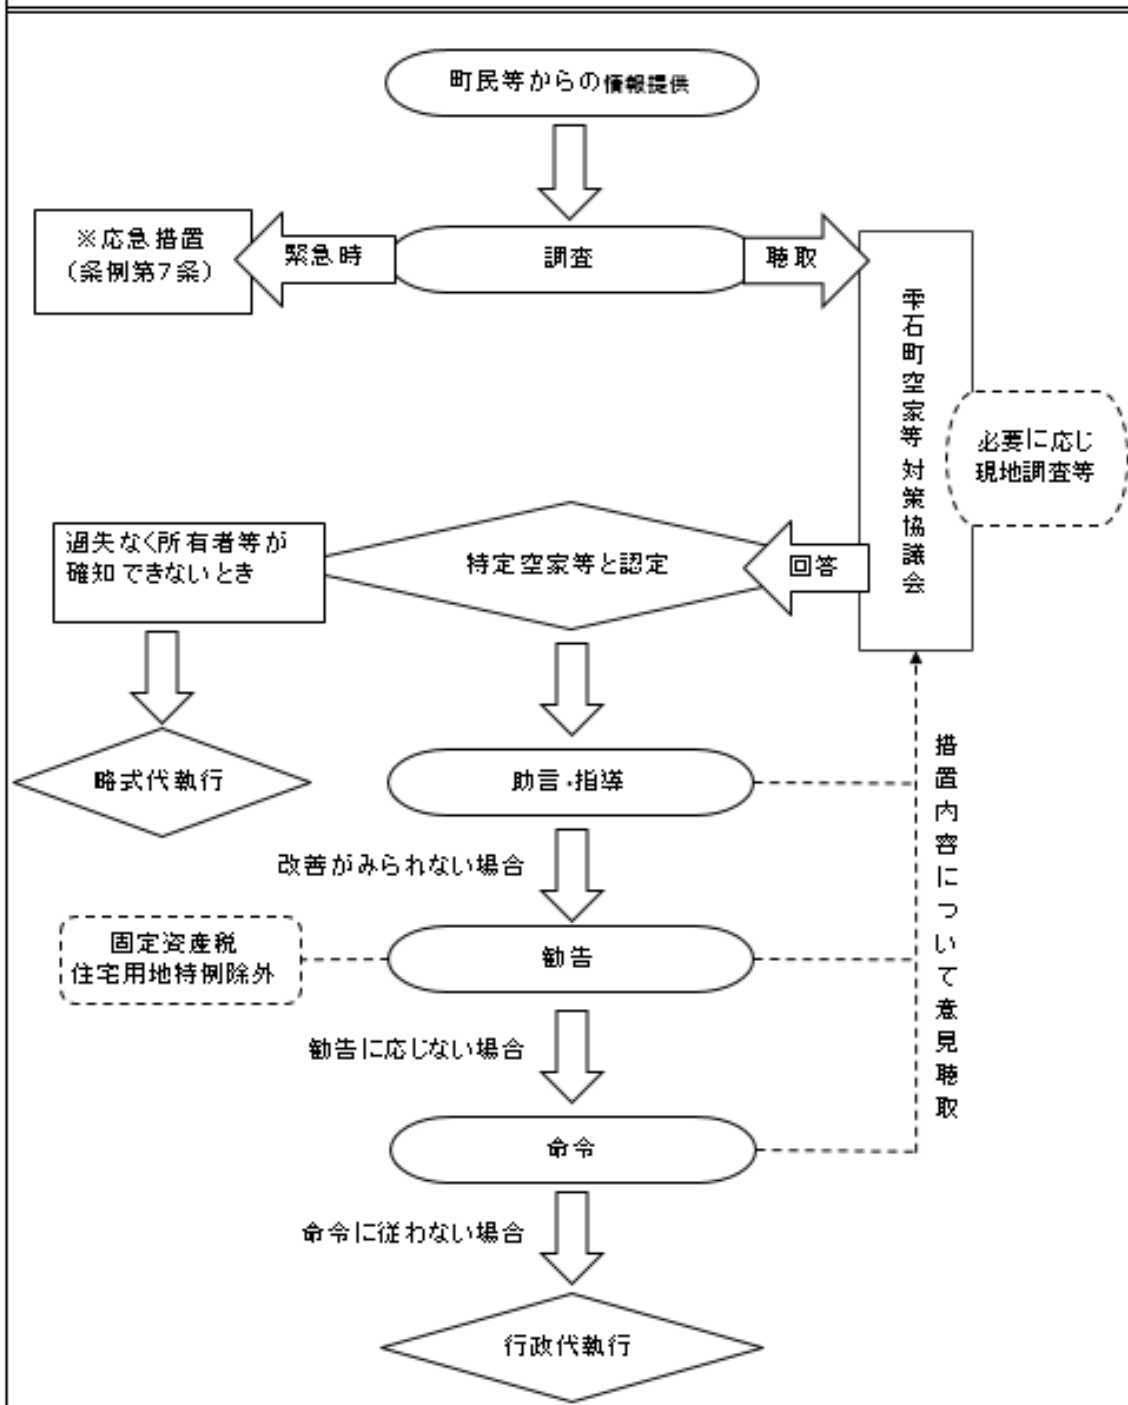 町民等からの情報提供
※応急措置
（条例第７条）
緊急時
調査
聴取
雫石町空家等対策協議会
必要に応じ
現地調査等
過失なく所有者等が
確知できないとき
特定空家等と認定
回答
略式代執行
助言・指導
措置内容について意見聴取
改善がみられない場合
固定資産税
住宅用地特例除外
勧告
勧告に応じない場合
命令
命令に従わない場合
行政代執行